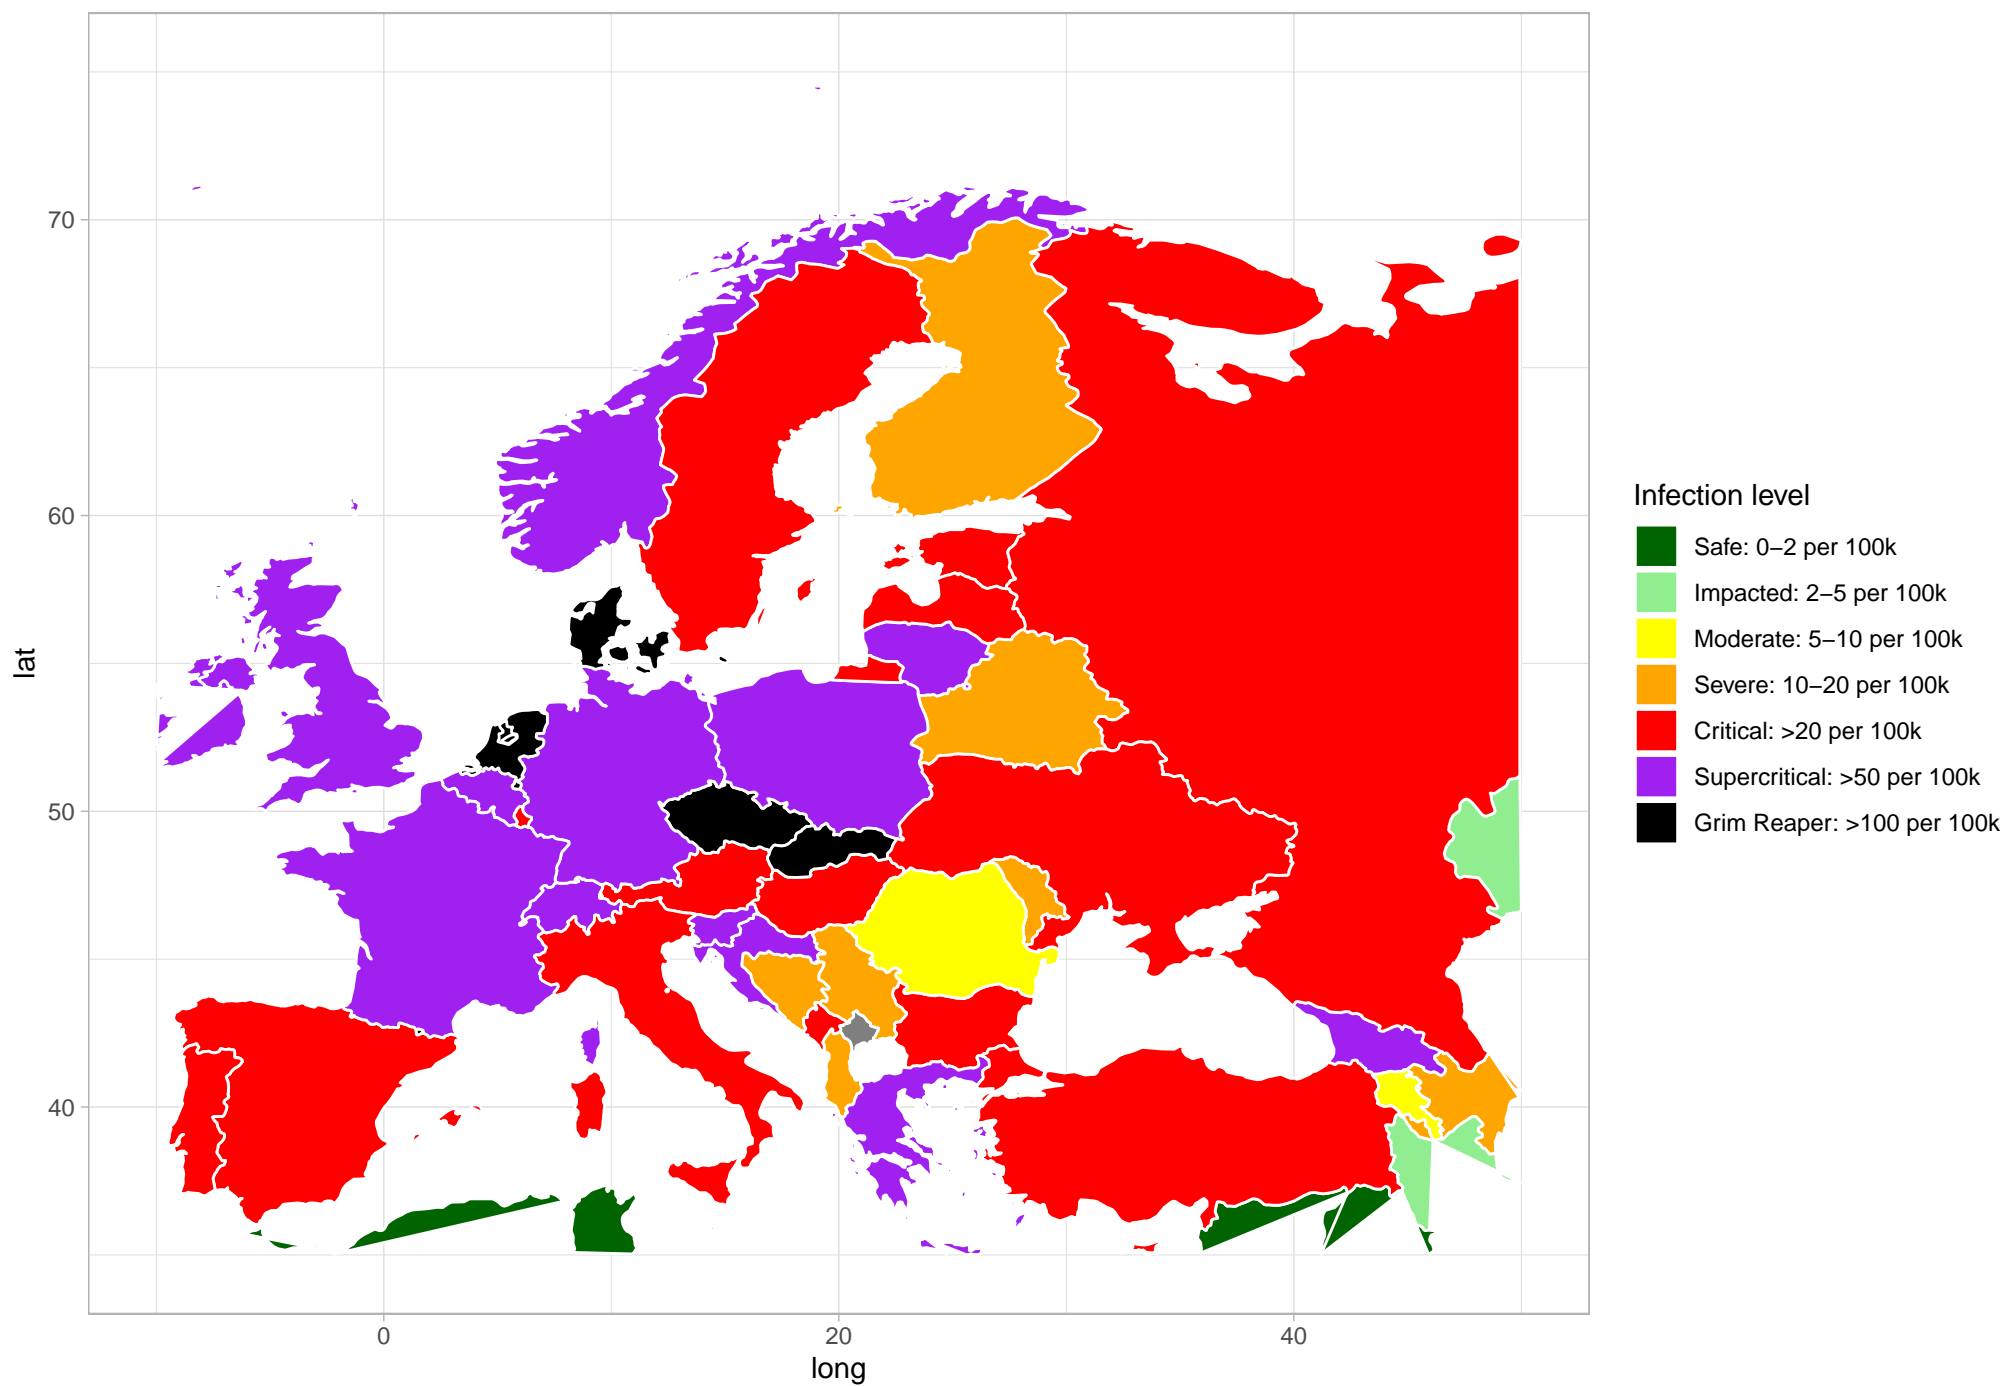 70
60
50
40
lat
0
20
40
long
Infection level
Safe: 0−2 per 100k
Impacted: 2−5 per 100k
Moderate: 5−10 per 100k
Severe: 10−20 per 100k
Critical: >20 per 100k
Supercritical: >50 per 100k
Grim Reaper: >100 per 100k